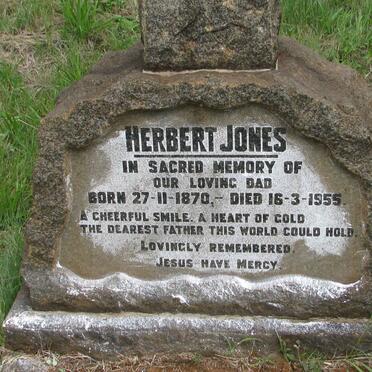 HERBERT JONES
IN SACRED MEMORY OF
OUR LOVING DAD
BORN 27-11-1870,- DIED 16-3-1955
A CHEERFUL SMILE, A HEART OF GOLD
THE DEAREST FATHER THIS WORLD COULD HOLD.
LOVINGLY REMEMBERED.
JESUS HAVE MERCY.